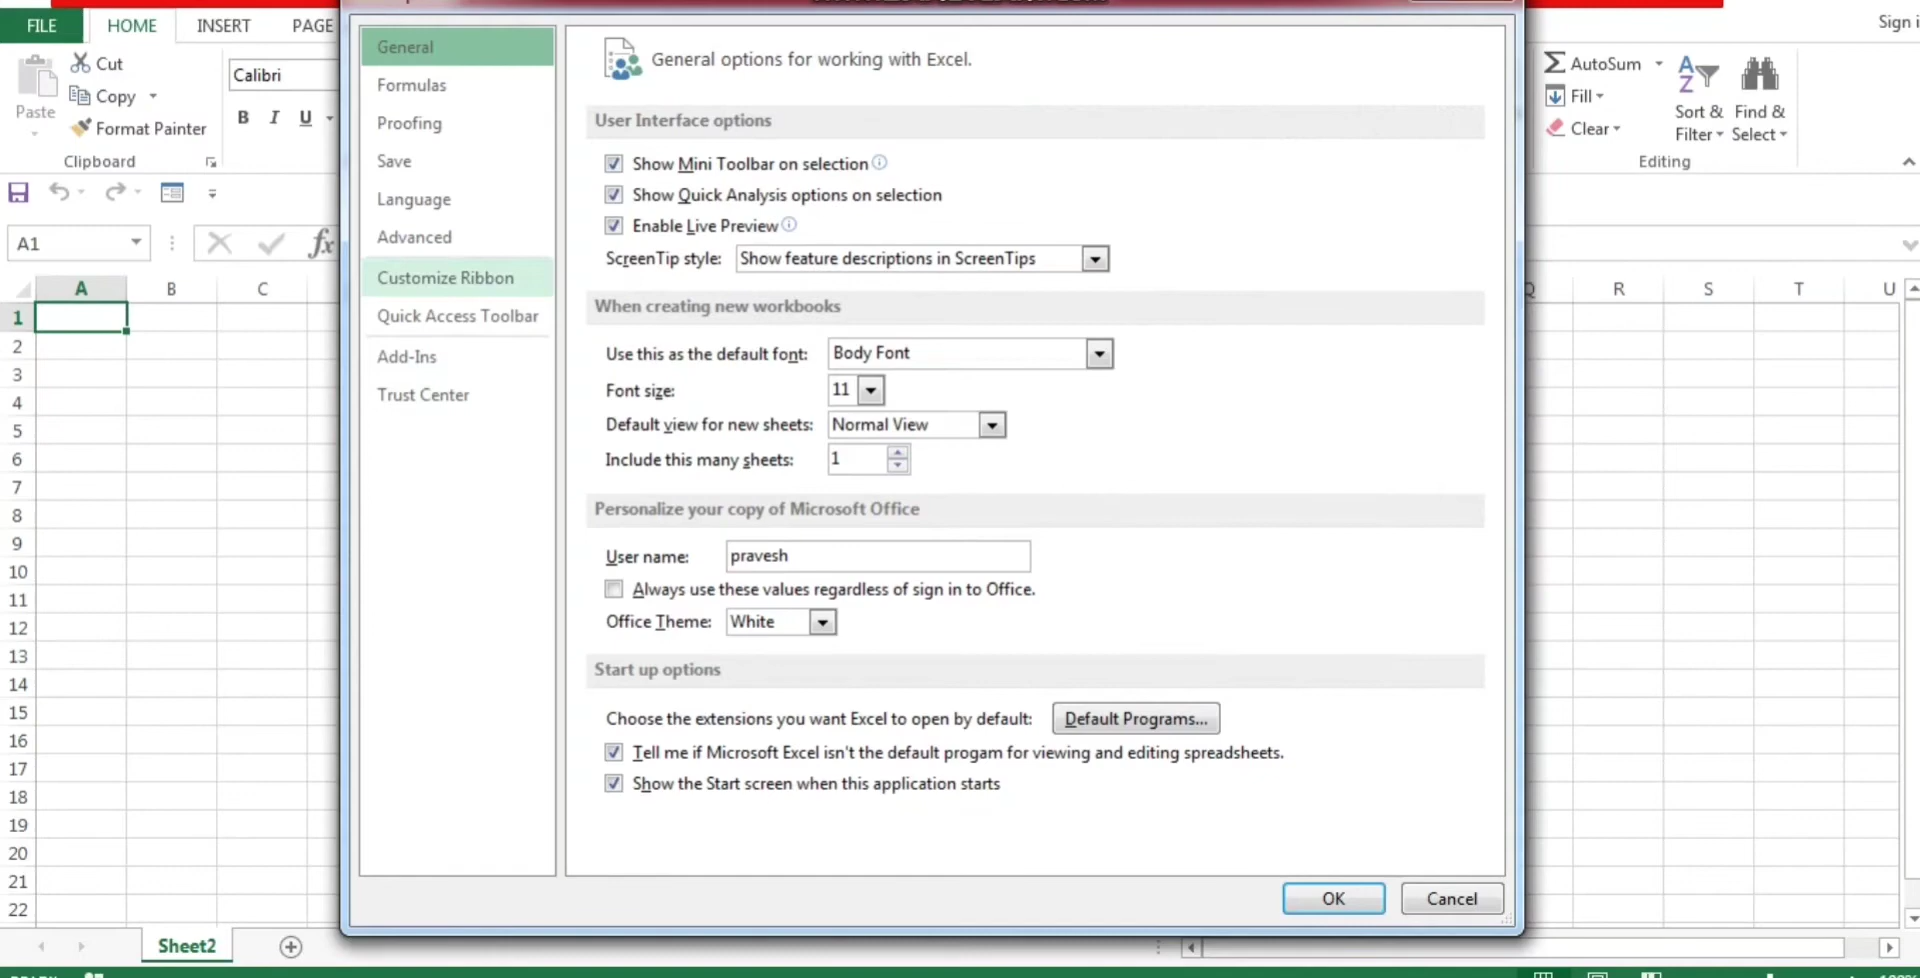 FILE HOME INSERT PAGE
Sign i
Cut
Copy
Paste
Format Painter
Clipboard
Calibri
B I U
AutoSum
Fill
Clear
Sort & Filter
Find & Select
Editing
A1
fx
A B C
Q R S T U
1
2
3
4
5
6
7
8
9
10
11
12
13
14
15
16
17
18
19
20
21
22
Sheet2
General
Formulas
Proofing
Save
Language
Advanced
Customize Ribbon
Quick Access Toolbar
Add-Ins
Trust Center
General options for working with Excel.
User Interface options
Show Mini Toolbar on selection
Show Quick Analysis options on selection
Enable Live Preview
ScreenTip style: Show feature descriptions in ScreenTips
When creating new workbooks
Use this as the default font: Body Font
Font size: 11
Default view for new sheets: Normal View
Include this many sheets: 1
Personalize your copy of Microsoft Office
User name: pravesh
Always use these values regardless of sign in to Office.
Office Theme: White
Start up options
Choose the extensions you want Excel to open by default: Default Programs...
Tell me if Microsoft Excel isn't the default progam for viewing and editing spreadsheets.
Show the Start screen when this application starts
OK Cancel